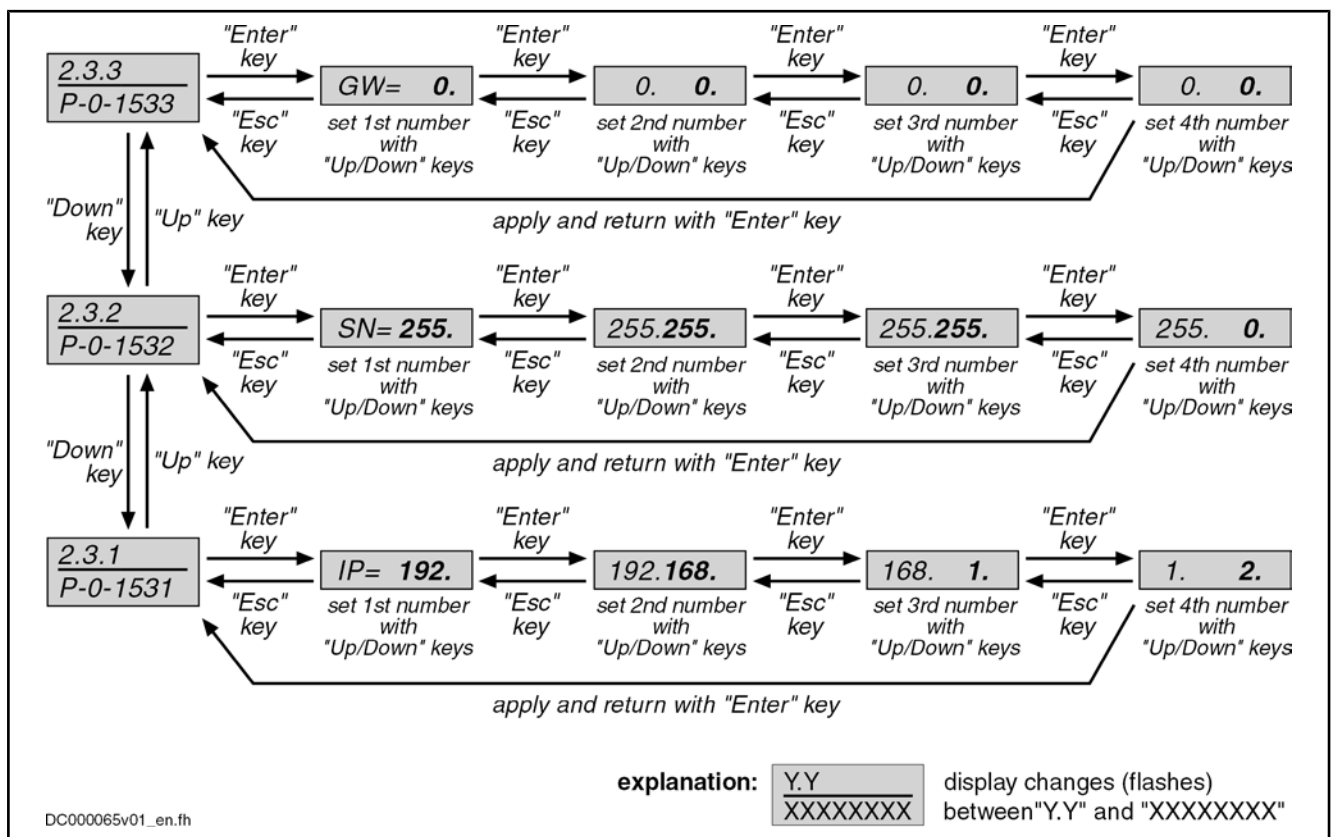 "Enter" key
"Enter" key
"Enter" key
"Enter" key
2.3.3
P-0-1533
GW= 0.
0. 0.
0. 0.
0. 0.
"Esc" key
"Esc" key
"Esc" key
"Esc" key
set 1st number
with
"Up/Down" keys
set 2nd number
with
"Up/Down" keys
set 3rd number
with
"Up/Down" keys
set 4th number
with
"Up/Down" keys
apply and return with "Enter" key
"Down" key
"Up" key
"Enter" key
"Enter" key
"Enter" key
"Enter" key
2.3.2
P-0-1532
SN= 255.
255.255.
255.255.
255. 0.
"Esc" key
"Esc" key
"Esc" key
"Esc" key
set 1st number
with
"Up/Down" keys
set 2nd number
with
"Up/Down" keys
set 3rd number
with
"Up/Down" keys
set 4th number
with
"Up/Down" keys
apply and return with "Enter" key
"Down" key
"Up" key
"Enter" key
"Enter" key
"Enter" key
"Enter" key
2.3.1
P-0-1531
IP= 192.
192.168.
168. 1.
1. 2.
"Esc" key
"Esc" key
"Esc" key
"Esc" key
set 1st number
with
"Up/Down" keys
set 2nd number
with
"Up/Down" keys
set 3rd number
with
"Up/Down" keys
set 4th number
with
"Up/Down" keys
apply and return with "Enter" key
explanation:
Y.Y
XXXXXXXX
display changes (flashes)
between"Y.Y" and "XXXXXXXX"
DC000065v01_en.fh